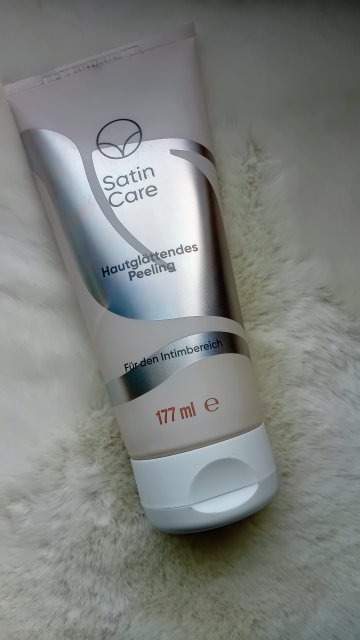 Satin
Care
Hautglättendes
Peeling
Für den Intimbereich
177 ml e